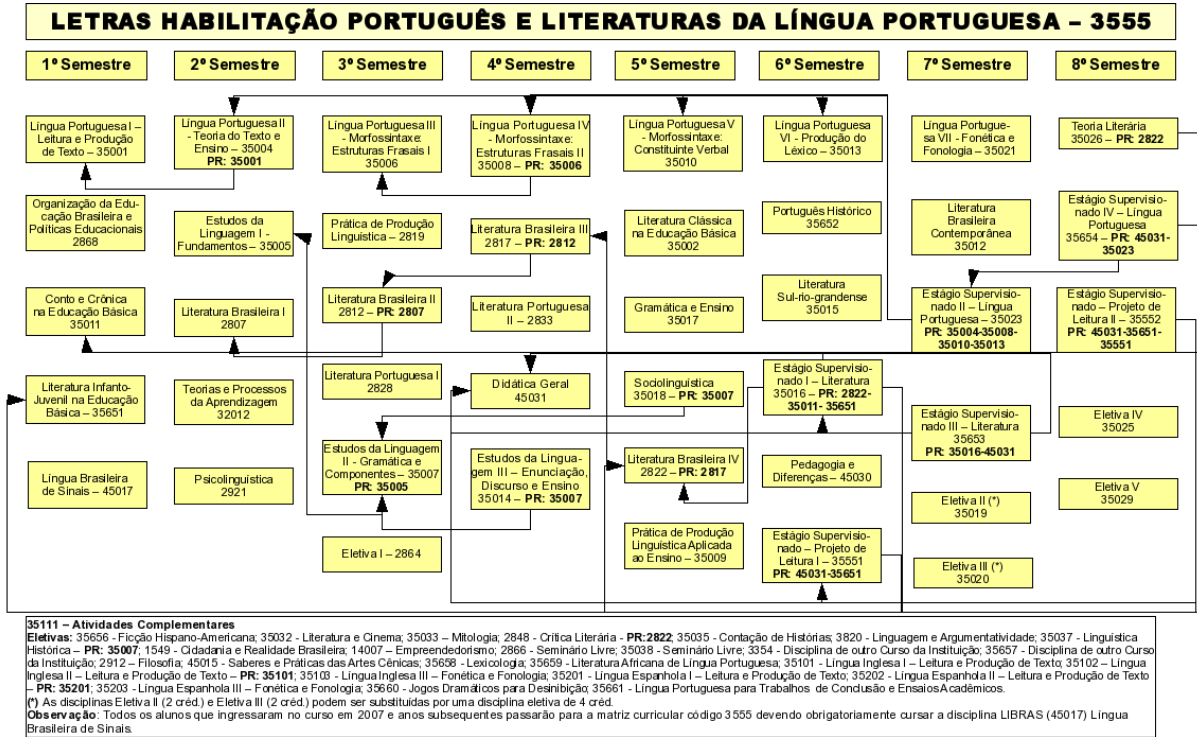 LETRAS HABILITAÇÃO PORTUGUÊS E LITERATURAS DA LÍNGUA PORTUGUESA – 3555
1º Semestre
2º Semestre
3º Semestre
4º Semestre
5º Semestre
6º Semestre
7º Semestre
8º Semestre
Língua Portuguesa I –
Leitura e Produção
de Texto – 35001
Língua Portuguesa II
- Teoria do Texto e
Ensino – 35004
PR: 35001
Língua Portuguesa III
- Morfossintaxe:
Estruturas Frasais I
35006
Língua Portuguesa IV
- Morfossintaxe:
Estruturas Frasais II
35008 – PR: 35006
Língua Portuguesa V
- Morfossintaxe:
Constituinte Verbal
35010
Língua Portuguesa
VI - Produção do
Léxico – 35013
Língua Portugue-
sa VII - Fonética e
Fonologia – 35021
Teoria Literária
35026 – PR: 2822
Organização da Edu-
cação Brasileira e
Políticas Educacionais
2868
Estudos da
Linguagem I -
Fundamentos – 35005
Prática de Produção
Linguística – 2819
Literatura Brasileira III
2817 – PR: 2812
Literatura Clássica
na Educação Básica
35002
Português Histórico
35652
Literatura
Brasileira
Contemporânea
35012
Estágio Supervisio-
nado IV – Língua
Portuguesa
35654 – PR: 45031-
35023
Conto e Crônica
na Educação Básica
35011
Literatura Brasileira I
2807
Literatura Brasileira II
2812 – PR: 2807
Literatura Portuguesa
II – 2833
Gramática e Ensino
35017
Literatura
Sul-rio-grandense
35015
Estágio Supervisio-
nado II – Língua
Portuguesa – 35023
PR: 35004-35008-
35010-35013
Estágio Supervisio-
nado – Projeto de
Leitura II – 35552
PR: 45031-35651-
35551
Literatura Infanto-
Juvenil na Educação
Básica – 35651
Teorias e Processos
da Aprendizagem
32012
Literatura Portuguesa I
2828
Didática Geral
45031
Sociolinguística
35018 – PR: 35007
Estágio Supervisio-
nado I – Literatura
35016 – PR: 2822-
35011- 35651
Estágio Supervisio-
nado III – Literatura
35653
PR: 35016-45031
Eletiva IV
35025
Língua Brasileira
de Sinais – 45017
Psicolinguística
2921
Estudos da Linguagem
II - Gramática e
Componentes – 35007
PR: 35005
Estudos da Lingua-
gem III – Enunciação,
Discurso e Ensino
35014 – PR: 35007
Literatura Brasileira IV
2822 – PR: 2817
Pedagogia e
Diferenças – 45030
Eletiva II (*)
35019
Eletiva V
35029
Eletiva I – 2864
Prática de Produção
Linguística Aplicada
ao Ensino – 35009
Estágio Supervisio-
nado – Projeto de
Leitura I – 35551
PR: 45031-35651
Eletiva III (*)
35020
35111 – Atividades Complementares
Eletivas: 35656 - Ficção Hispano-Americana; 35032 - Literatura e Cinema; 35033 – Mitologia; 2848 - Crítica Literária - PR:2822; 35035 - Contação de Histórias; 3820 - Linguagem e Argumentatividade; 35037 - Linguística
Histórica – PR: 35007; 1549 - Cidadania e Realidade Brasileira; 14007 – Empreendedorismo; 2866 - Seminário Livre; 35038 - Seminário Livre; 3354 - Disciplina de outro Curso da Instituição; 35657 - Disciplina de outro Curso
da Instituição; 2912 – Filosofia; 45015 - Saberes e Práticas das Artes Cênicas; 35658 - Lexicologia; 35659 - Literatura Africana de Língua Portuguesa; 35101 - Língua Inglesa I – Leitura e Produção de Texto; 35102 – Língua
Inglesa II – Leitura e Produção de Texto – PR: 35101; 35103 - Língua Inglesa III – Fonética e Fonologia; 35201 - Língua Espanhola I – Leitura e Produção de Texto; 35202 - Língua Espanhola II – Leitura e Produção de Texto
– PR: 35201; 35203 - Língua Espanhola III – Fonética e Fonologia; 35660 - Jogos Dramáticos para Desinibição; 35661 - Língua Portuguesa para Trabalhos de Conclusão e Ensaios Acadêmicos.
(*) As disciplinas Eletiva II (2 créd.) e Eletiva III (2 créd.) podem ser substituídas por uma disciplina eletiva de 4 créd.
Observação: Todos os alunos que ingressaram no curso em 2007 e anos subsequentes passarão para a matriz curricular código 3555 devendo obrigatoriamente cursar a disciplina LIBRAS (45017) Língua
Brasileira de Sinais.